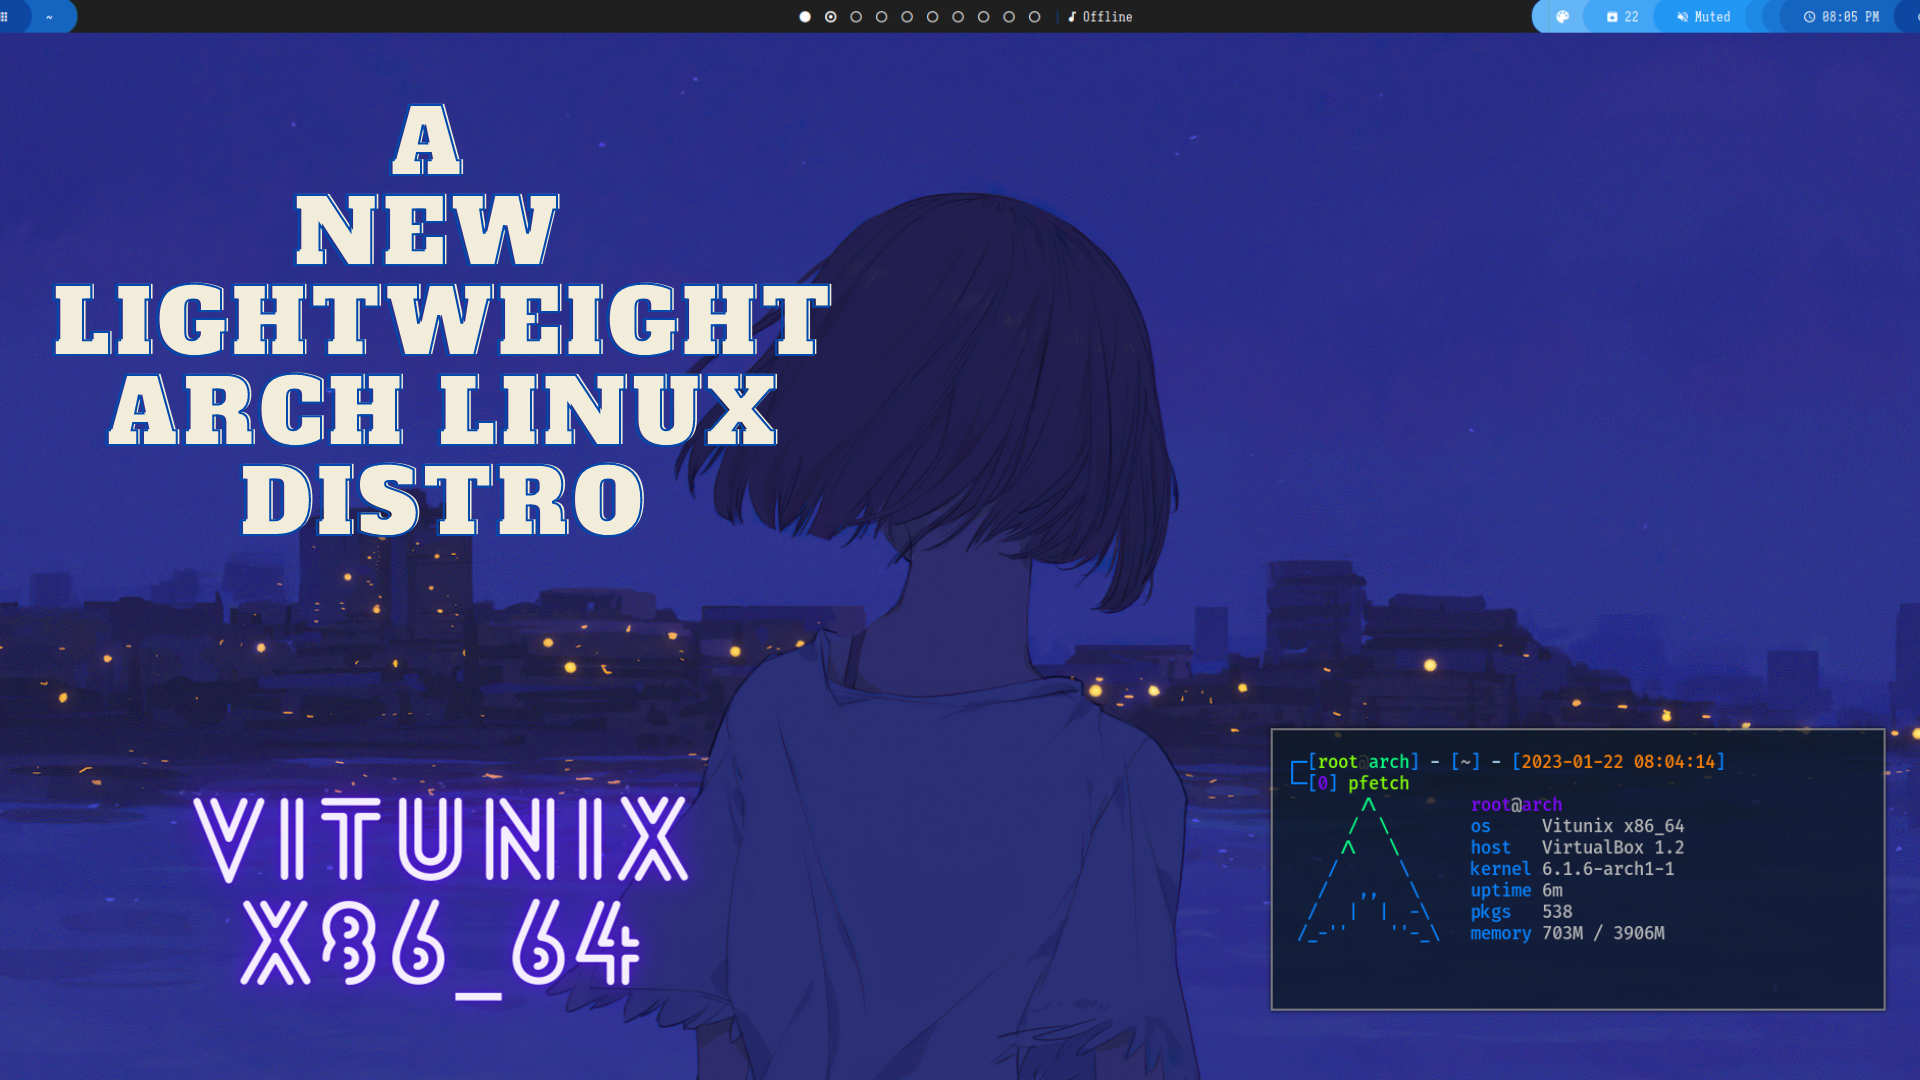 ~
Offline
22
Muted
08:05 PM
A
NEW
LIGHTWEIGHT
ARCH LINUX
DISTRO
VITUNIX
X86_64
[root@arch] - [~] - [2023-01-22 08:04:14]
[0] pfetch
root@arch
os Vitunix x86_64
host VirtualBox 1.2
kernel 6.1.6-arch1-1
uptime 6m
pkgs 538
memory 703M / 3906M